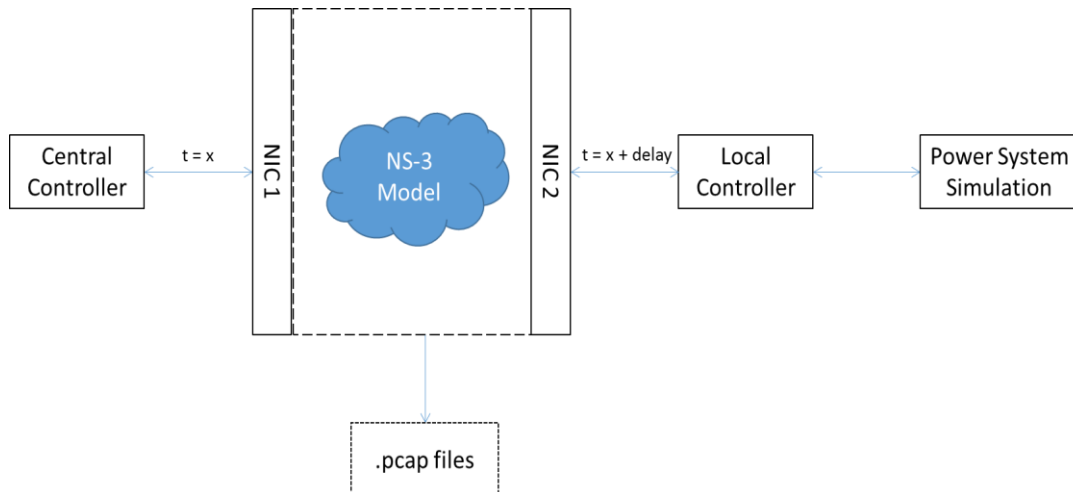 Central
Controller
t = x
NIC 1
NS-3
Model
NIC 2
t = x + delay
Local
Controller
Power System
Simulation
.pcap files